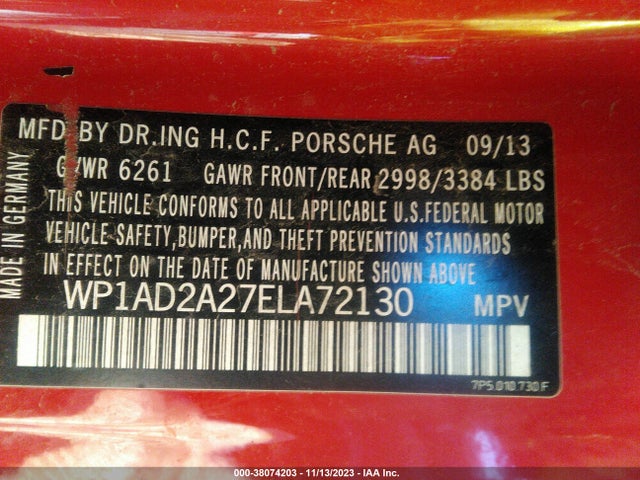 MFD BY DR.ING H.C.F. PORSCHE AG 09/13
GVWR 6261 GAWR FRONT/REAR 2998/3384 LBS
THIS VEHICLE CONFORMS TO ALL APPLICABLE U.S.FEDERAL MOTOR
VEHICLE SAFETY,BUMPER,AND THEFT PREVENTION STANDARDS
IN EFFECT ON THE DATE OF MANUFACTURE SHOWN ABOVE
WP1AD2A27ELA72130 MPV
7P5.010.730.F
MADE IN GERMANY
000-38074203 - 11/13/2023 - IAA Inc.